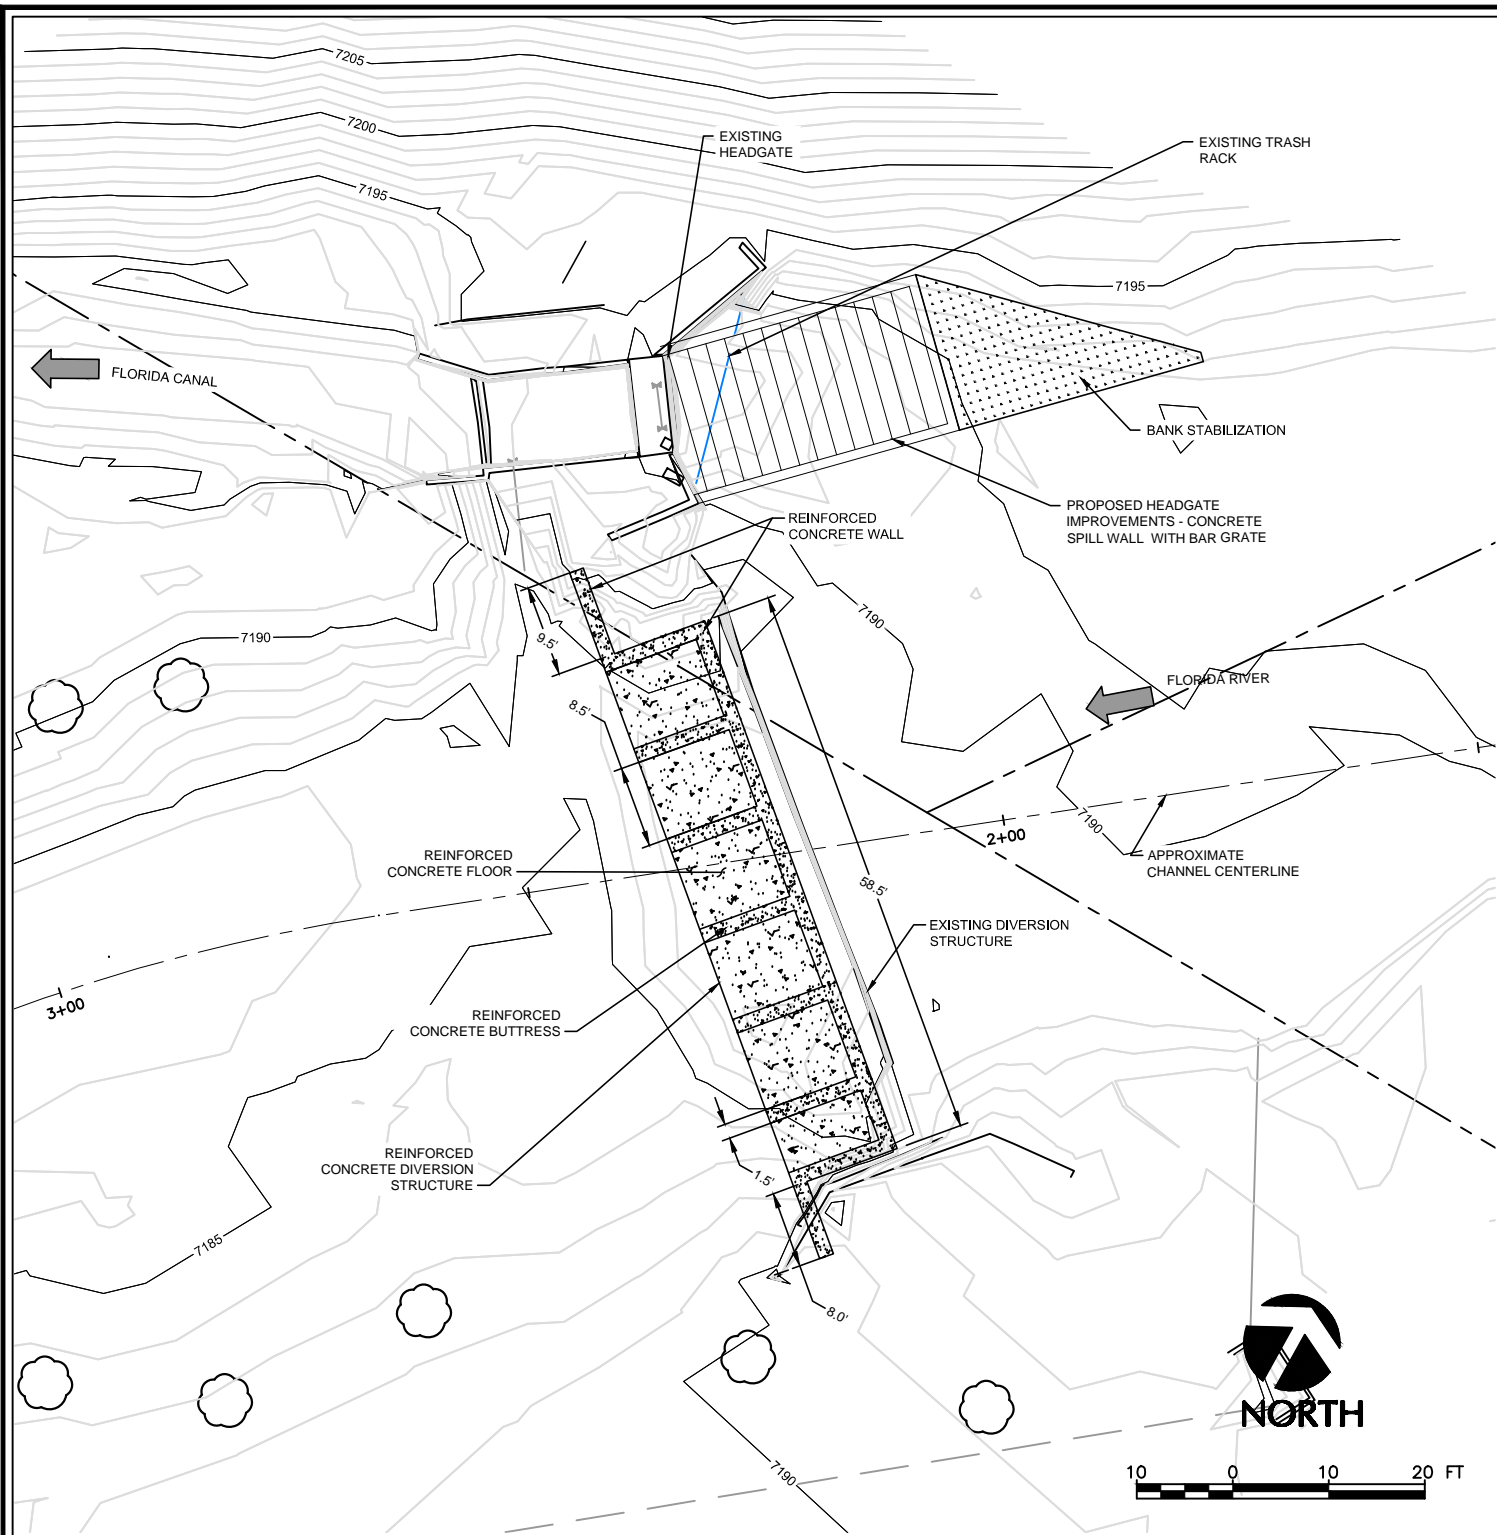 7205
7200
EXISTING
HEADGATE
EXISTING TRASH
RACK
7195
7195
FLORIDA CANAL
BANK STABILIZATION
PROPOSED HEADGATE
IMPROVEMENTS - CONCRETE
SPILL WALL WITH BAR GRATE
REINFORCED
CONCRETE WALL
7190
7190
9.5'
FLORIDA RIVER
8.5'
7190
2+00
REINFORCED
CONCRETE FLOOR
APPROXIMATE
CHANNEL CENTERLINE
58.5'
EXISTING DIVERSION
STRUCTURE
3+00
REINFORCED
CONCRETE BUTTRESS
REINFORCED
CONCRETE DIVERSION
STRUCTURE
1.5'
7185
8.0'
NORTH
7190
10 0 10 20 FT